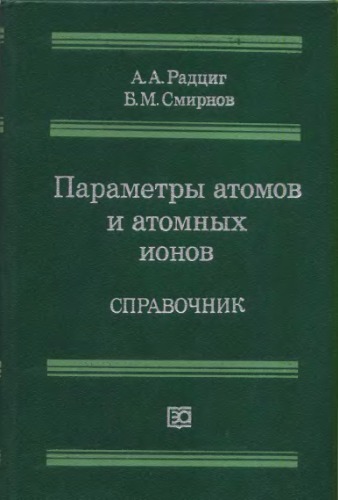 А.А.Радциг
Б.М.Смирнов
Параметры атомов
и атомных
ионов
СПРАВОЧНИК